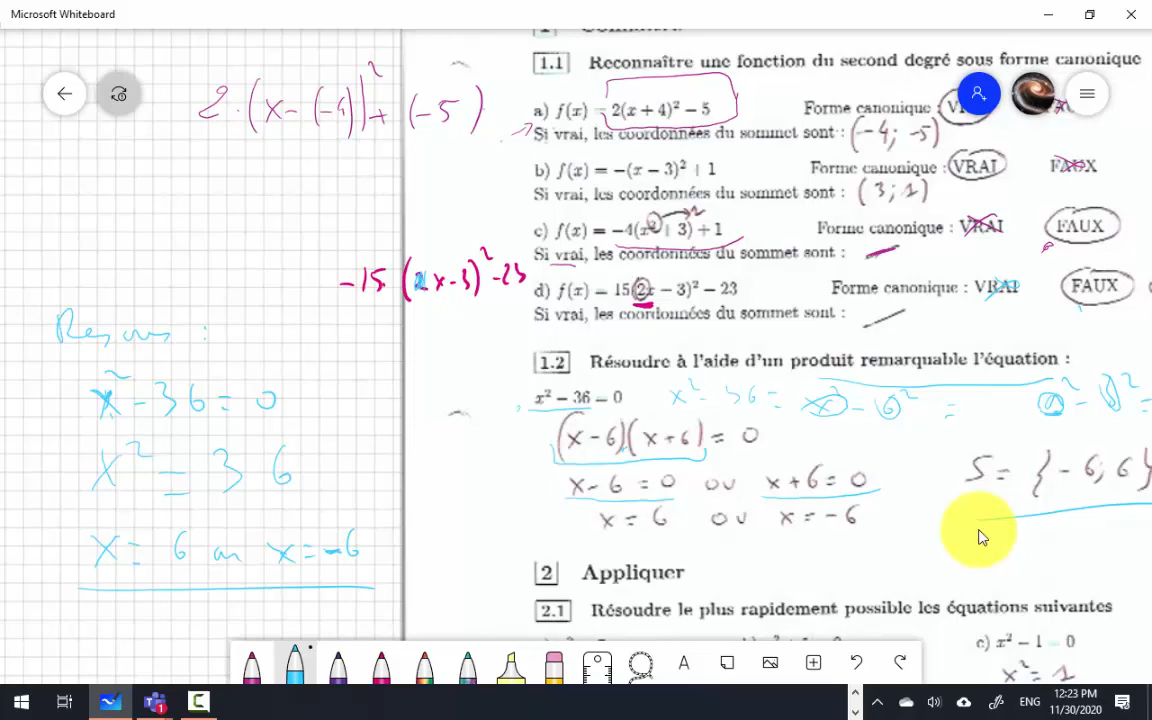 Microsoft Whiteboard
2·(x-(-4))²+(-5)
-15(2x-3)²-23
x²-36=0
x²=36
x=6 ou x=-6
1.1 Reconnaître une fonction du second degré sous forme canonique
a) f(x) = 2(x+4)² − 5 Forme canonique :
Si vrai, les coordonnées du sommet sont : (-4; -5)
b) f(x) = −(x − 3)² + 1 Forme canonique : VRAI FAUX
Si vrai, les coordonnées du sommet sont : (3; 1)
c) f(x) = −4(x² + 3) + 1 Forme canonique : VRAI FAUX
Si vrai, les coordonnées du sommet sont :
d) f(x) = 15(2x − 3)² − 23 Forme canonique : VRAI FAUX
Si vrai, les coordonnées du sommet sont :
1.2 Résoudre à l'aide d'un produit remarquable l'équation :
x² − 36 = 0 x²-36=
(x-6)(x+6)=0
x-6=0 ou x+6=0 S={-6;6}
x=6 ou x=-6
2 Appliquer
2.1 Résoudre le plus rapidement possible les équations suivantes
c) x² − 1 = 0
x²=1
ENG
12:23 PM
11/30/2020